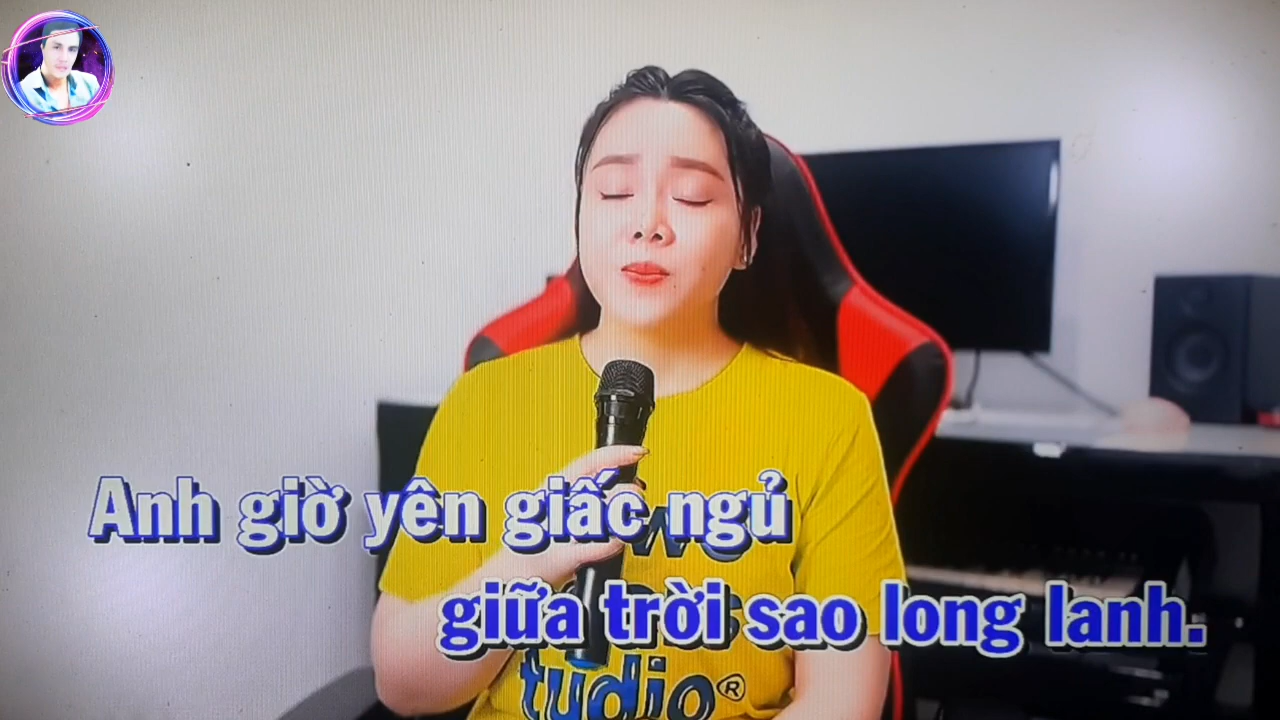 Anh giờ yên giấc ngủ
giữa trời sao long lanh.
tudio®